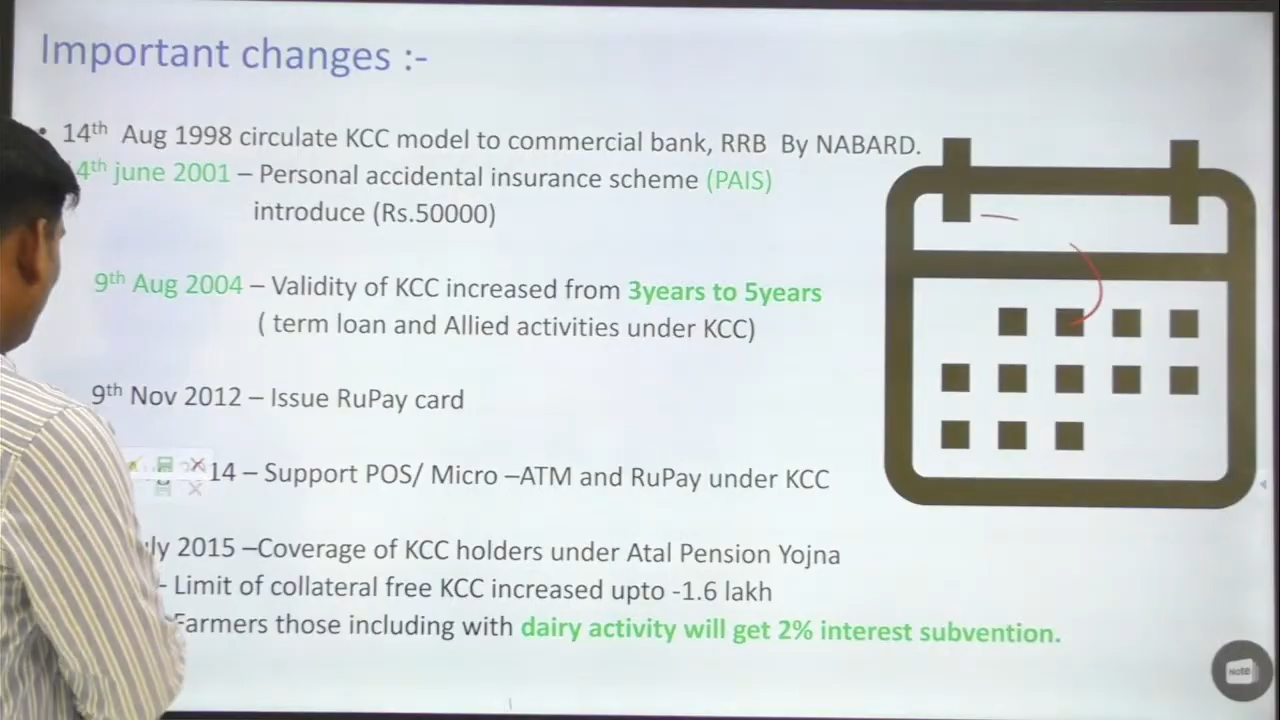 Important changes :-
• 14th Aug 1998 circulate KCC model to commercial bank, RRB By NABARD.
4th june 2001 – Personal accidental insurance scheme (PAIS)
introduce (Rs.50000)
9th Aug 2004 – Validity of KCC increased from 3years to 5years
( term loan and Allied activities under KCC)
9th Nov 2012 – Issue RuPay card
14 – Support POS/ Micro –ATM and RuPay under KCC
ly 2015 –Coverage of KCC holders under Atal Pension Yojna
- Limit of collateral free KCC increased upto -1.6 lakh
Farmers those including with dairy activity will get 2% interest subvention.
Note